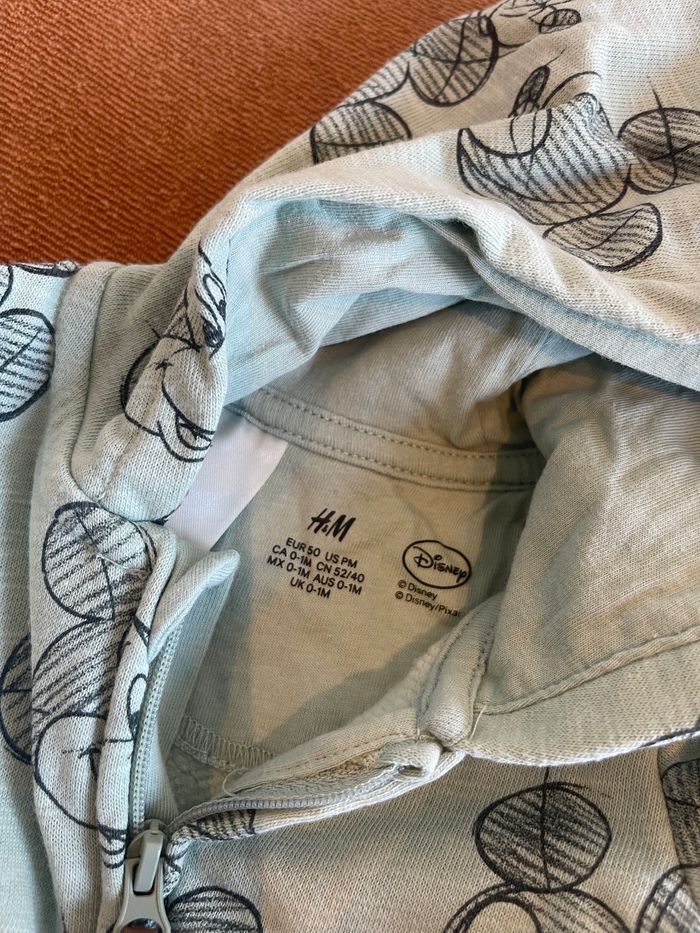 H&M
EUR 50 US PM
CA 0-1M CN 52/40
MX 0-1M AUS 0-1M
UK 0-1M
Disney
© Disney
© Disney/Pixar